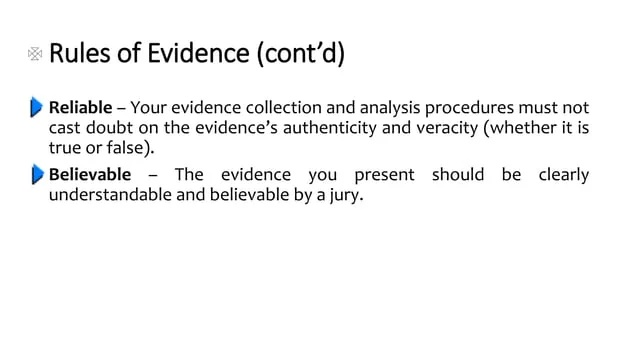 Rules of Evidence (cont’d)
Reliable – Your evidence collection and analysis procedures must not
cast doubt on the evidence’s authenticity and veracity (whether it is
true or false).
Believable – The evidence you present should be clearly
understandable and believable by a jury.